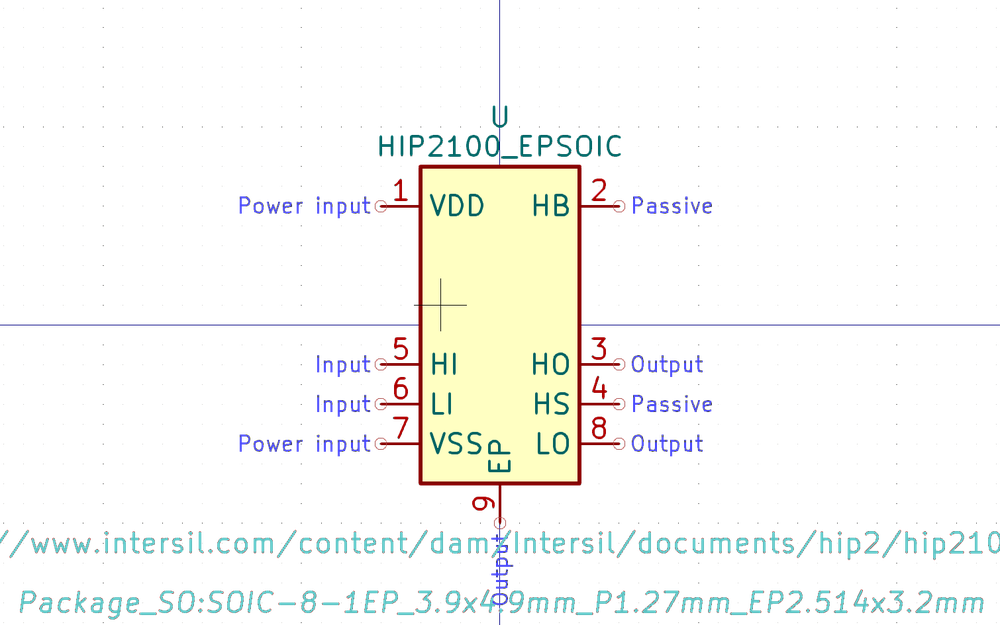 U
HIP2100_EPSOIC
Power input 1 VDD HB 2 Passive
Input 5 HI HO 3 Output
Input 6 LI HS 4 Passive
Power input 7 VSS LO 8 Output
EP
9
Output
//www.intersil.com/content/dam/Intersil/documents/hip2/hip210
Package_SO:SOIC-8-1EP_3.9x4.9mm_P1.27mm_EP2.514x3.2mm